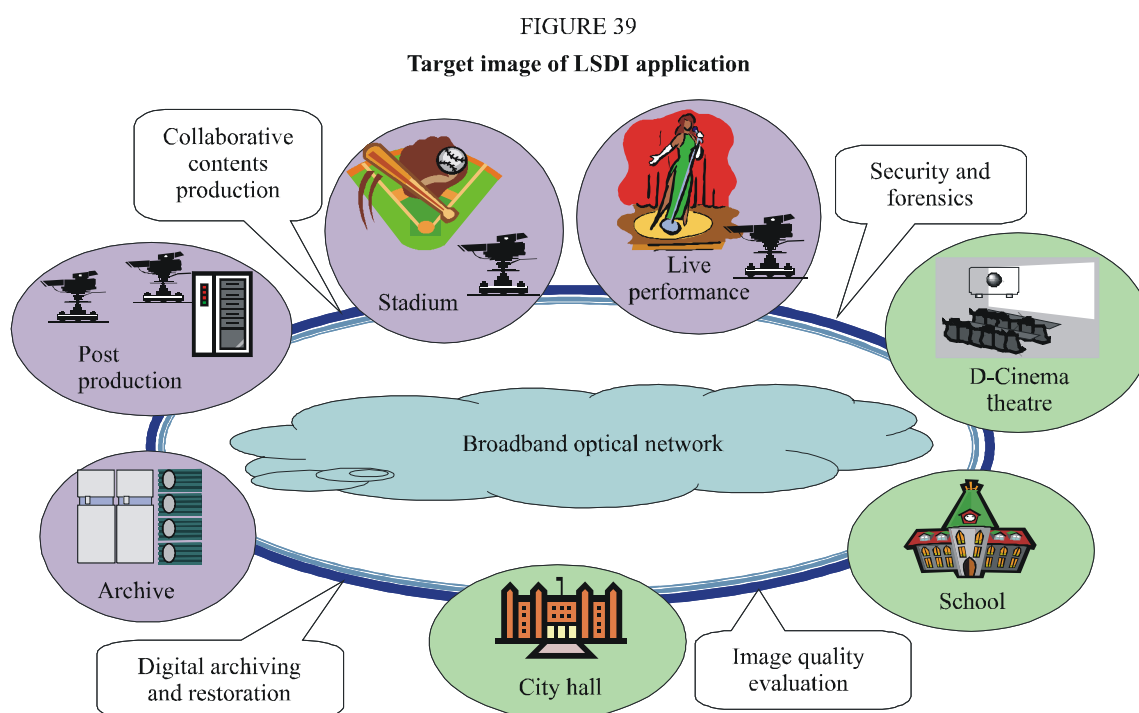 FIGURE 39
Target image of LSDI application
Collaborative
contents
production
Security and
forensics
Stadium
Live
performance
Post
production
D-Cinema
theatre
Broadband optical network
Archive
School
City hall
Digital archiving
and restoration
Image quality
evaluation